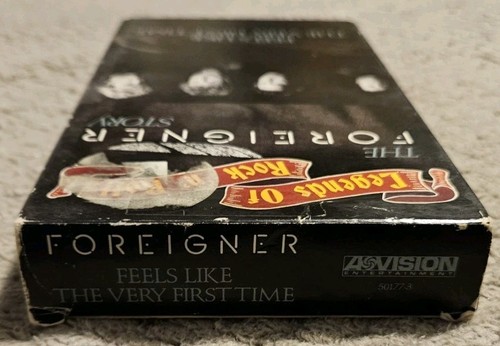 THE
FOREIGNER
STORY
Legends Of
Rock
FOREIGNER
FEELS LIKE
THE VERY FIRST TIME
A*VISION
ENTERTAINMENT
50177-3